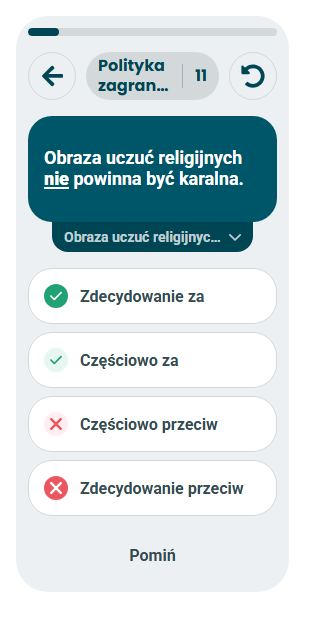 Polityka
zagran...
11
Obraza uczuć religijnych
nie powinna być karalna.
Obraza uczuć religijnyc...
Zdecydowanie za
Częściowo za
Częściowo przeciw
Zdecydowanie przeciw
Pomiń